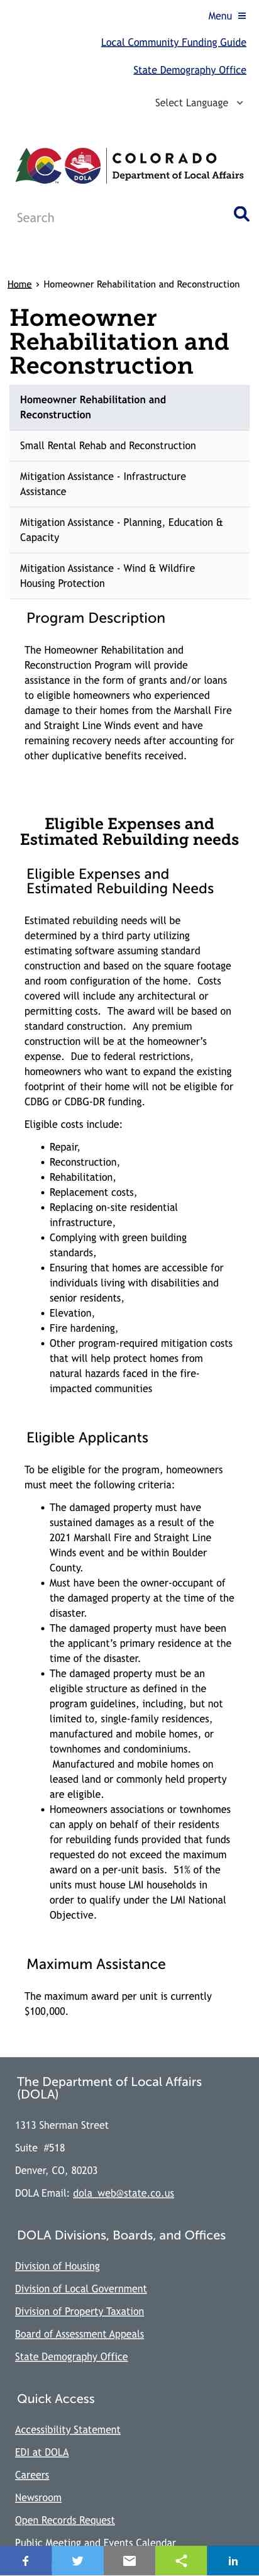 Menu ≡
Local Community Funding Guide
State Demography Office
Select Language
C
CO
DOLA
COLORADO
Department of Local Affairs
Search
Home › Homeowner Rehabilitation and Reconstruction
Homeowner
Rehabilitation and
Reconstruction
Homeowner Rehabilitation and
Reconstruction
Small Rental Rehab and Reconstruction
Mitigation Assistance - Infrastructure
Assistance
Mitigation Assistance - Planning, Education &
Capacity
Mitigation Assistance - Wind & Wildfire
Housing Protection
Program Description
The Homeowner Rehabilitation and
Reconstruction Program will provide
assistance in the form of grants and/or loans
to eligible homeowners who experienced
damage to their homes from the Marshall Fire
and Straight Line Winds event and have
remaining recovery needs after accounting for
other duplicative benefits received.
Eligible Expenses and
Estimated Rebuilding needs
Eligible Expenses and
Estimated Rebuilding Needs
Estimated rebuilding needs will be
determined by a third party utilizing
estimating software assuming standard
construction and based on the square footage
and room configuration of the home.  Costs
covered will include any architectural or
permitting costs.  The award will be based on
standard construction.  Any premium
construction will be at the homeowner’s
expense.  Due to federal restrictions,
homeowners who want to expand the existing
footprint of their home will not be eligible for
CDBG or CDBG-DR funding.
Eligible costs include:
• Repair,
• Reconstruction,
• Rehabilitation,
• Replacement costs,
• Replacing on-site residential
infrastructure,
• Complying with green building
standards,
• Ensuring that homes are accessible for
individuals living with disabilities and
senior residents,
• Elevation,
• Fire hardening,
• Other program-required mitigation costs
that will help protect homes from
natural hazards faced in the fire-
impacted communities
Eligible Applicants
To be eligible for the program, homeowners
must meet the following criteria:
• The damaged property must have
sustained damages as a result of the
2021 Marshall Fire and Straight Line
Winds event and be within Boulder
County.
• Must have been the owner-occupant of
the damaged property at the time of the
disaster.
• The damaged property must have been
the applicant’s primary residence at the
time of the disaster.
• The damaged property must be an
eligible structure as defined in the
program guidelines, including, but not
limited to, single-family residences,
manufactured and mobile homes, or
townhomes and condominiums.
Manufactured and mobile homes on
leased land or commonly held property
are eligible.
• Homeowners associations or townhomes
can apply on behalf of their residents
for rebuilding funds provided that funds
requested do not exceed the maximum
award on a per-unit basis.  51% of the
units must house LMI households in
order to qualify under the LMI National
Objective.
Maximum Assistance
The maximum award per unit is currently
$100,000.
The Department of Local Affairs
(DOLA)
1313 Sherman Street
Suite  #518
Denver, CO, 80203
DOLA Email: dola_web@state.co.us
DOLA Divisions, Boards, and Offices
Division of Housing
Division of Local Government
Division of Property Taxation
Board of Assessment Appeals
State Demography Office
Quick Access
Accessibility Statement
EDI at DOLA
Careers
Newsroom
Open Records Request
Public Meeting and Events Calendar